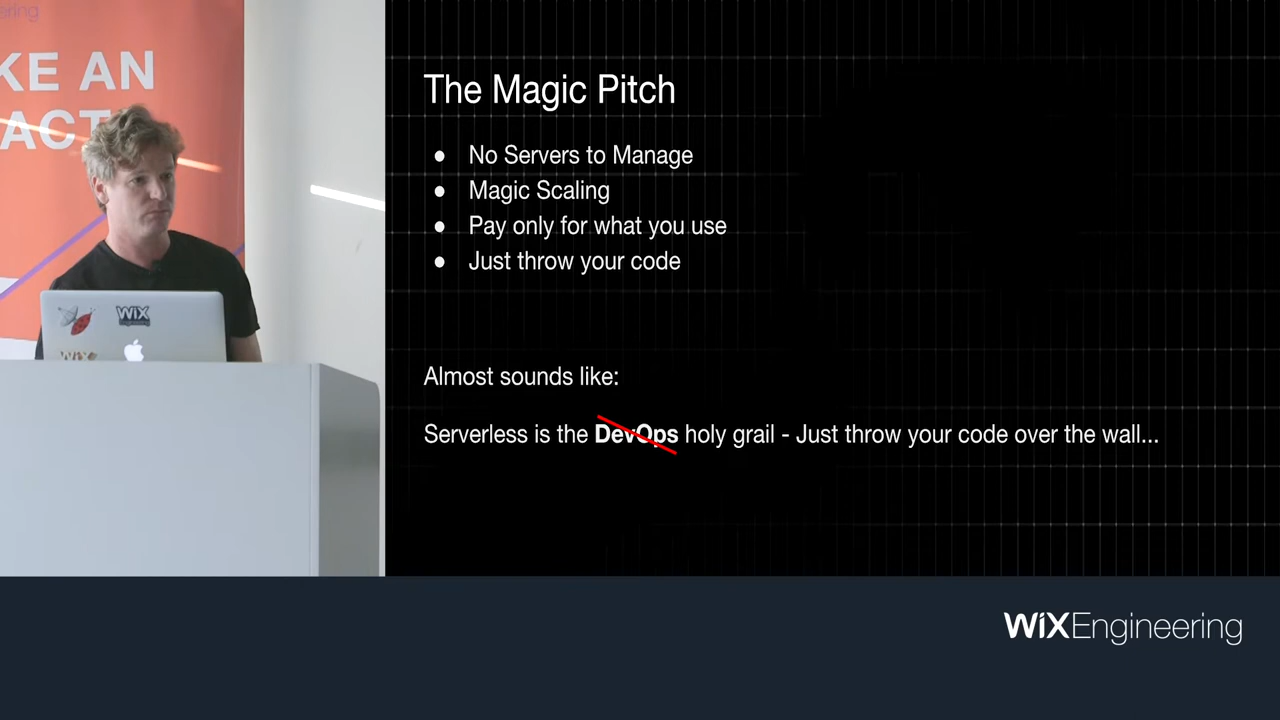 ering
KE AN
ACT
The Magic Pitch
● No Servers to Manage
● Magic Scaling
● Pay only for what you use
● Just throw your code
Almost sounds like:
Serverless is the DevOps holy grail - Just throw your code over the wall...
WiX
Engineering
WiX
WiXEngineering